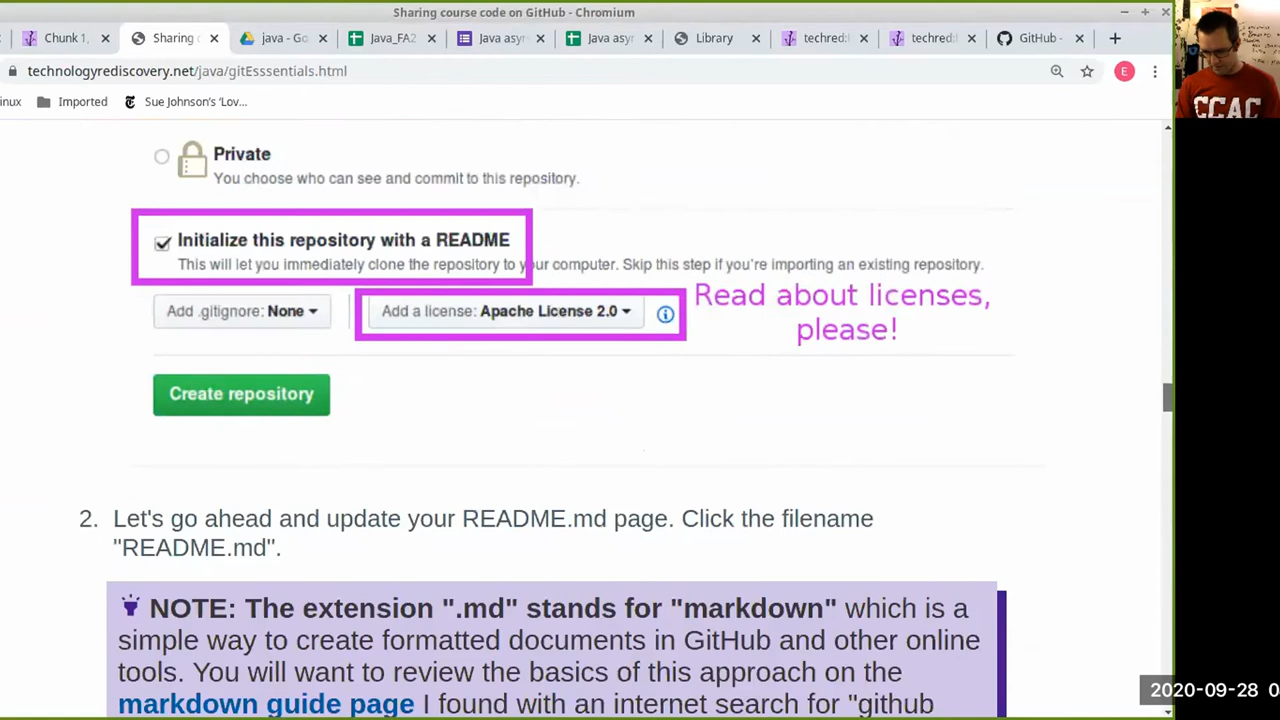 Sharing course code on GitHub - Chromium
Chunk 1,
Sharing
java - Go
Java_FA2
Java asy
Java asy
Library
techred:
techred:
GitHub -
technologyrediscovery.net/java/gitEsssentials.html
E
inux
Imported
Sue Johnson's 'Lov...
Private
You choose who can see and commit to this repository.
Initialize this repository with a README
This will let you immediately clone the repository to your computer. Skip this step if you're importing an existing repository.
Add .gitignore: None
Add a license: Apache License 2.0
Read about licenses,
please!
Create repository
2. Let's go ahead and update your README.md page. Click the filename
"README.md".
NOTE: The extension ".md" stands for "markdown" which is a
simple way to create formatted documents in GitHub and other online
tools. You will want to review the basics of this approach on the
markdown guide page I found with an internet search for "github
CCAC
2020-09-28